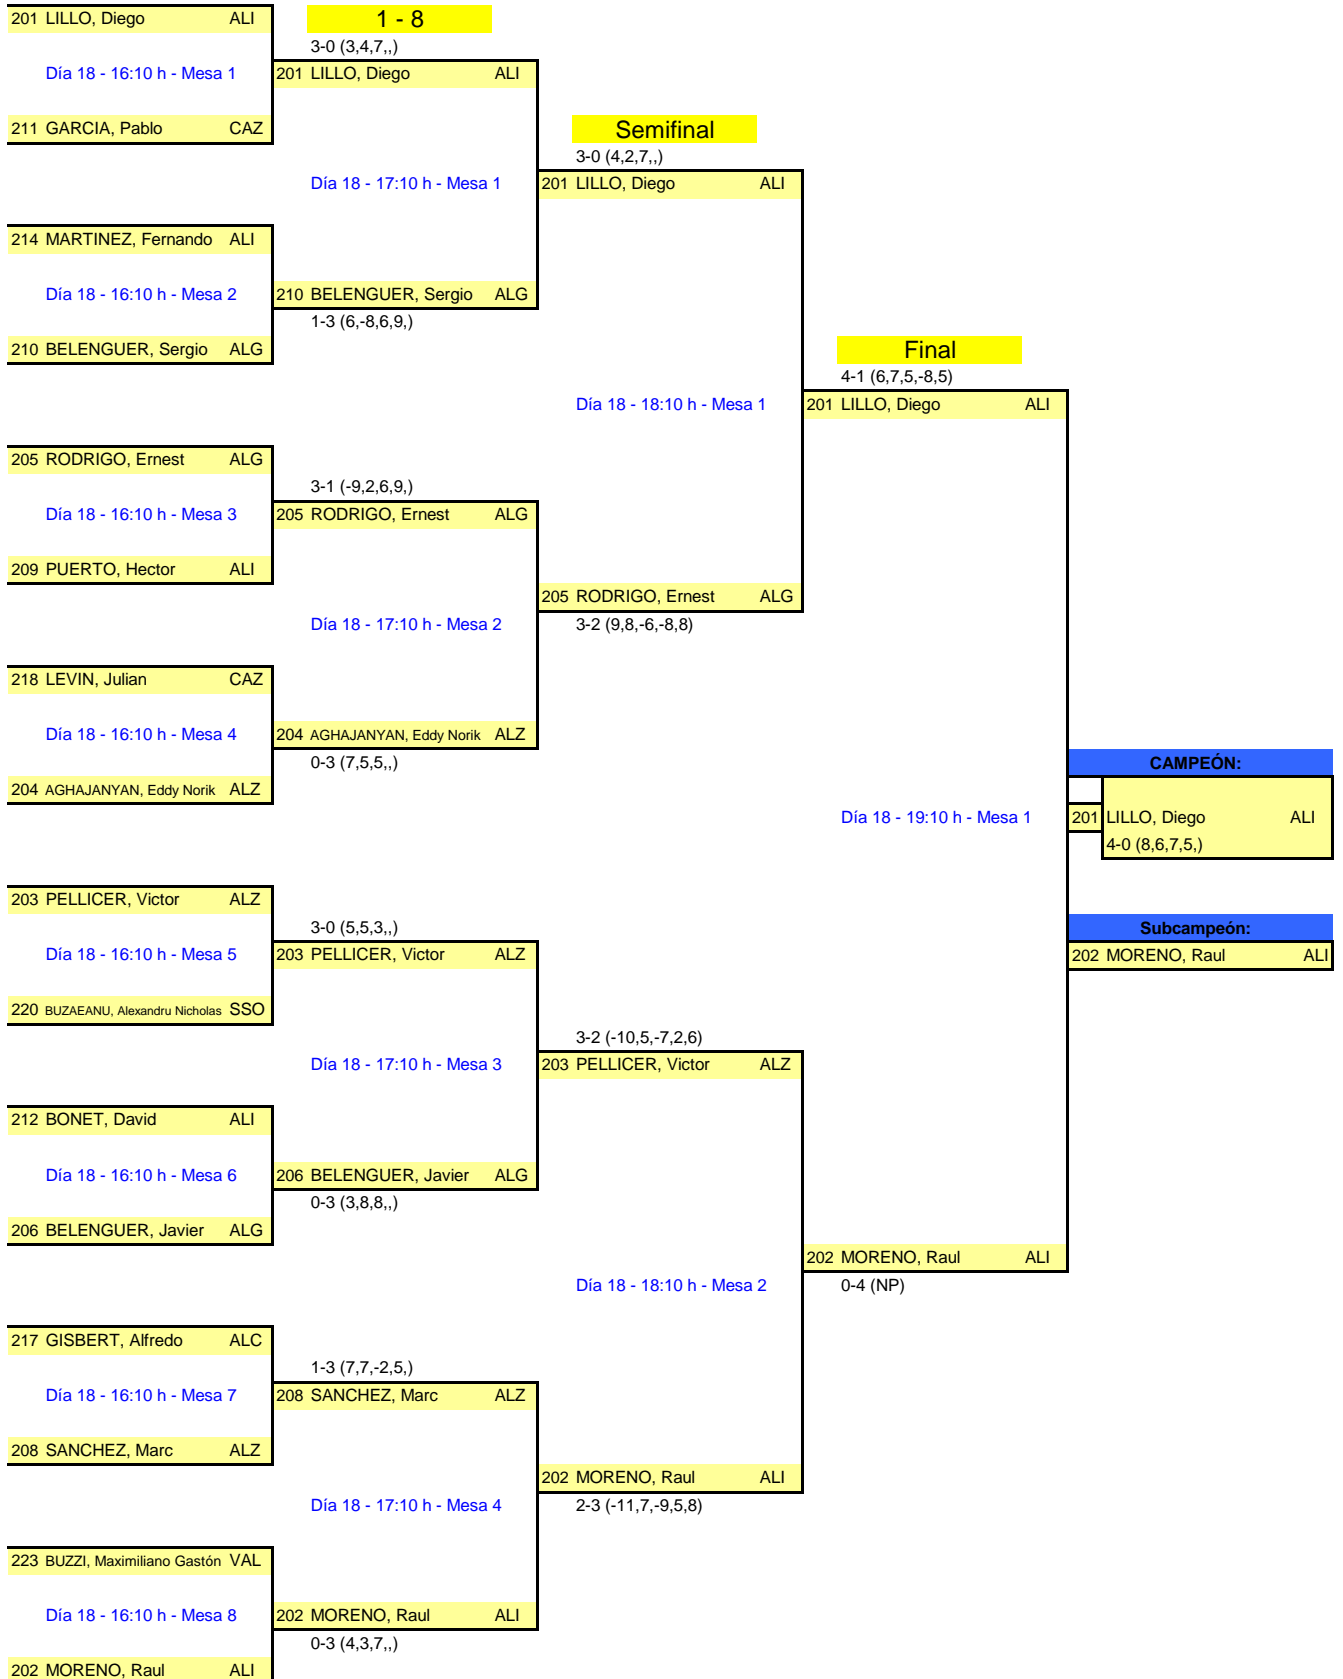 201 LILLO, Diego ALI
1 - 8
3-0 (3,4,7,,)
Día 18 - 16:10 h - Mesa 1
201 LILLO, Diego ALI
211 GARCIA, Pablo CAZ
Semifinal
3-0 (4,2,7,,)
Día 18 - 17:10 h - Mesa 1
201 LILLO, Diego ALI
214 MARTINEZ, Fernando ALI
Día 18 - 16:10 h - Mesa 2
210 BELENGUER, Sergio ALG
1-3 (6,-8,6,9,)
210 BELENGUER, Sergio ALG
Final
4-1 (6,7,5,-8,5)
Día 18 - 18:10 h - Mesa 1
201 LILLO, Diego ALI
205 RODRIGO, Ernest ALG
3-1 (-9,2,6,9,)
Día 18 - 16:10 h - Mesa 3
205 RODRIGO, Ernest ALG
209 PUERTO, Hector ALI
205 RODRIGO, Ernest ALG
Día 18 - 17:10 h - Mesa 2
3-2 (9,8,-6,-8,8)
218 LEVIN, Julian CAZ
Día 18 - 16:10 h - Mesa 4
204 AGHAJANYAN, Eddy Norik ALZ
0-3 (7,5,5,,)
CAMPEÓN:
204 AGHAJANYAN, Eddy Norik ALZ
Día 18 - 19:10 h - Mesa 1
201 LILLO, Diego ALI
4-0 (8,6,7,5,)
203 PELLICER, Victor ALZ
3-0 (5,5,3,,)
Subcampeón:
Día 18 - 16:10 h - Mesa 5
203 PELLICER, Victor ALZ
202 MORENO, Raul ALI
220 BUZAEANU, Alexandru Nicholas SSO
3-2 (-10,5,-7,2,6)
Día 18 - 17:10 h - Mesa 3
203 PELLICER, Victor ALZ
212 BONET, David ALI
Día 18 - 16:10 h - Mesa 6
206 BELENGUER, Javier ALG
0-3 (3,8,8,,)
206 BELENGUER, Javier ALG
202 MORENO, Raul ALI
Día 18 - 18:10 h - Mesa 2
0-4 (NP)
217 GISBERT, Alfredo ALC
1-3 (7,7,-2,5,)
Día 18 - 16:10 h - Mesa 7
208 SANCHEZ, Marc ALZ
208 SANCHEZ, Marc ALZ
202 MORENO, Raul ALI
Día 18 - 17:10 h - Mesa 4
2-3 (-11,7,-9,5,8)
223 BUZZI, Maximiliano Gastón VAL
Día 18 - 16:10 h - Mesa 8
202 MORENO, Raul ALI
0-3 (4,3,7,,)
202 MORENO, Raul ALI